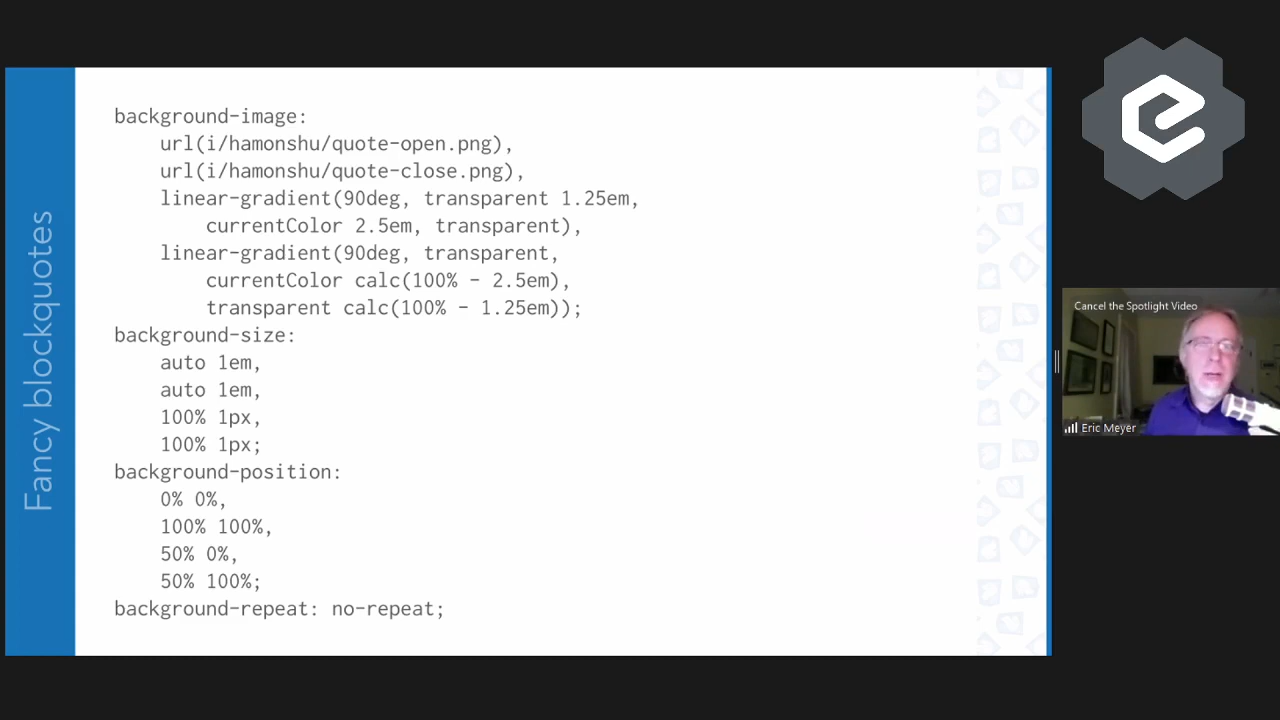 Fancy blockquotes
background-image:
url(i/hamonshu/quote-open.png),
url(i/hamonshu/quote-close.png),
linear-gradient(90deg, transparent 1.25em,
currentColor 2.5em, transparent),
linear-gradient(90deg, transparent,
currentColor calc(100% - 2.5em),
transparent calc(100% - 1.25em));
background-size:
auto 1em,
auto 1em,
100% 1px,
100% 1px;
background-position:
0% 0%,
100% 100%,
50% 0%,
50% 100%;
background-repeat: no-repeat;
Cancel the Spotlight Video
Eric Meyer